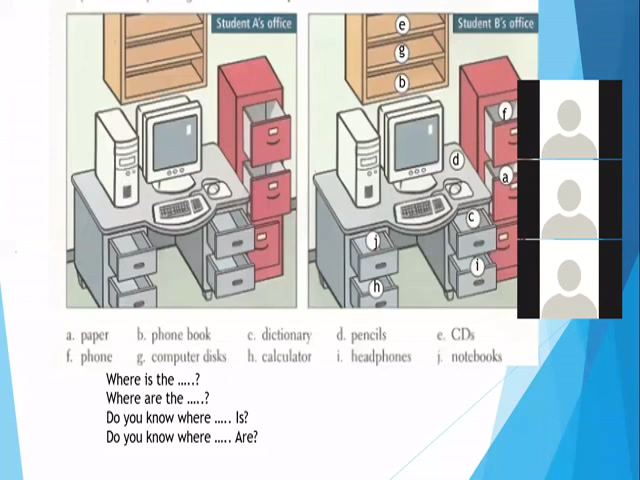 Student A's office
Student B's office
e
g
b
f
d
a
c
j
i
h
a. paper b. phone book c. dictionary d. pencils e. CDs
f. phone g. computer disks h. calculator i. headphones j. notebooks
Where is the .....?
Where are the .....?
Do you know where ..... Is?
Do you know where ..... Are?